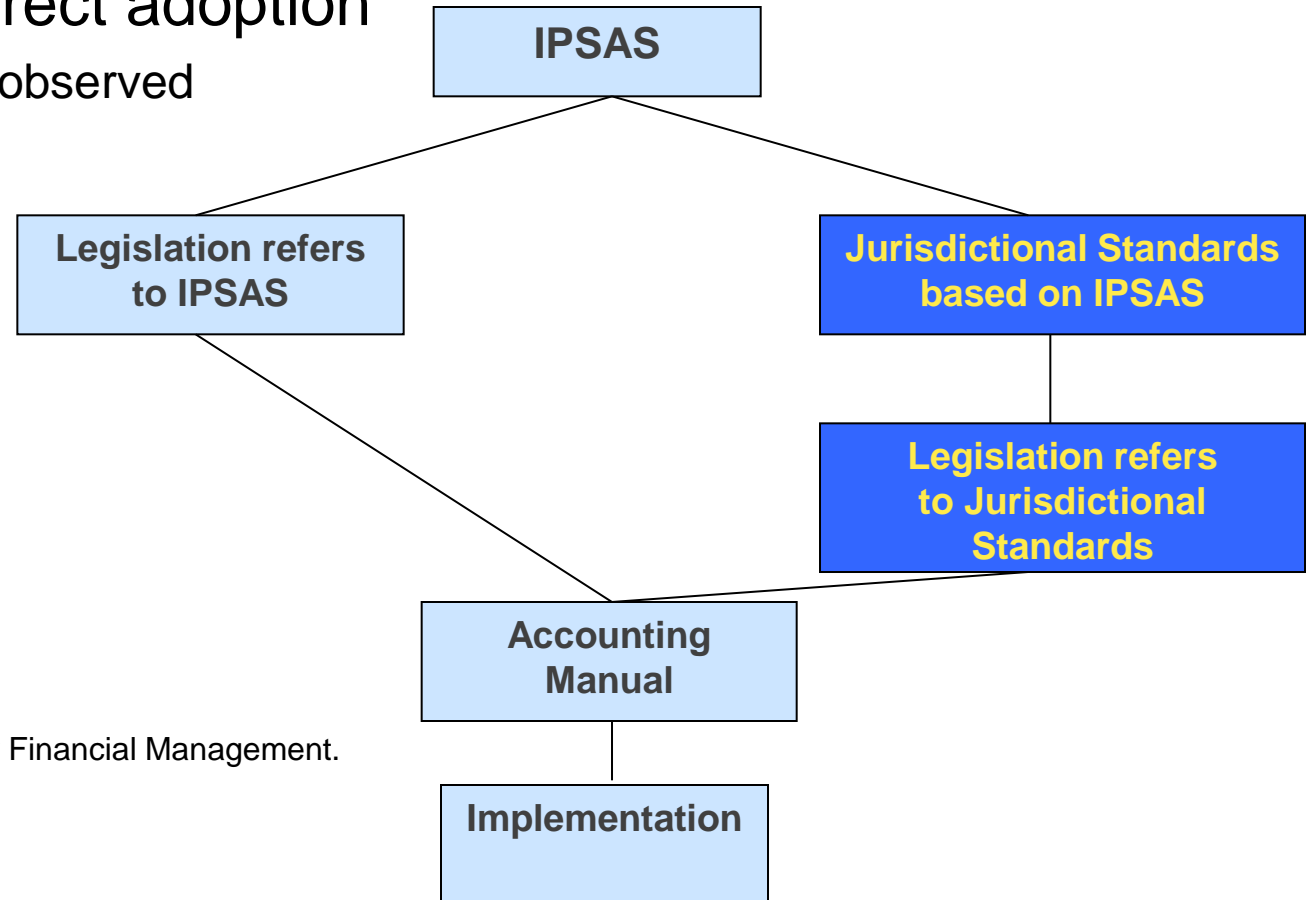 adoption
observed
IPSAS
Legislation refers
to IPSAS
Jurisdictional Standards
based on IPSAS
Legislation refers
to Jurisdictional
Standards
Accounting
Manual
Financial Management.
Implementation